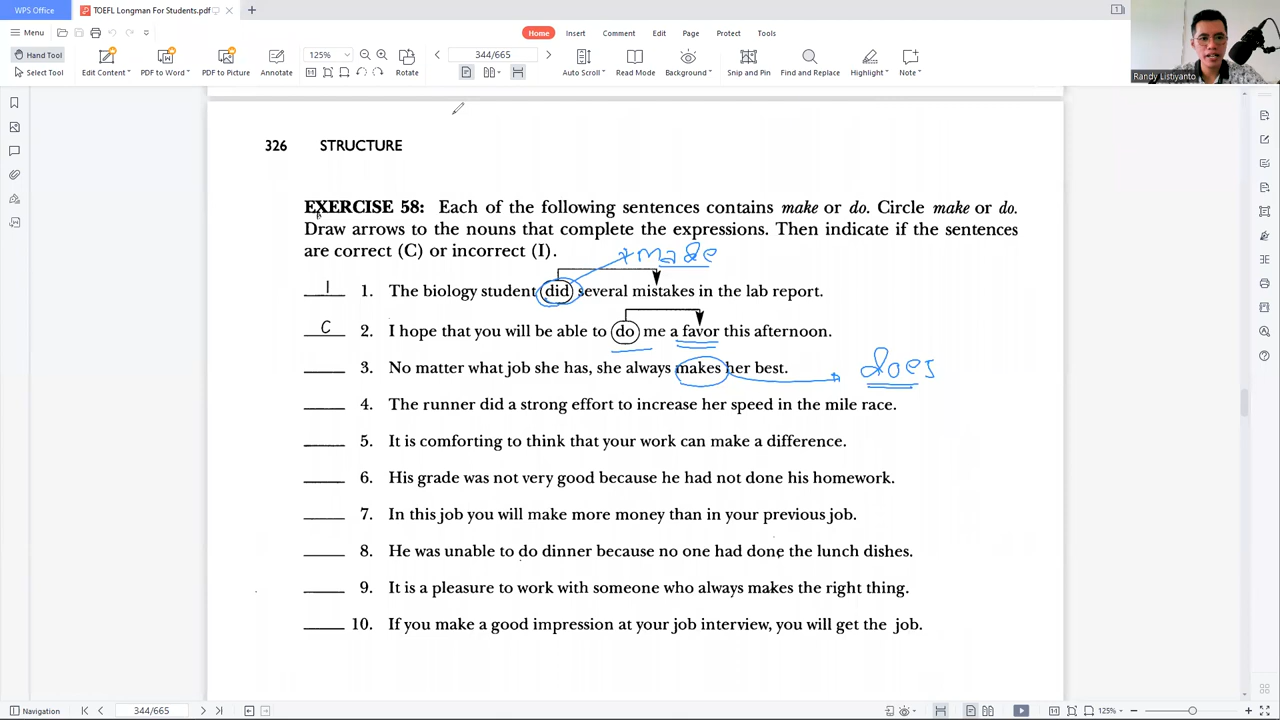 WPS Office TOEFL Longman For Students.pdf
1
Menu Home Insert Comment Edit Page Protect Tools
Hand Tool 125% 344/665
Select Tool Edit Content PDF to Word PDF to Picture Annotate Rotate Auto Scroll Read Mode Background Snip and Pin Find and Replace Highlight Note
Randy Listiyanto
326 STRUCTURE
EXERCISE 58: Each of the following sentences contains make or do. Circle make or do.
Draw arrows to the nouns that complete the expressions. Then indicate if the sentences
are correct (C) or incorrect (I).
made
I 1. The biology student did several mistakes in the lab report.
C 2. I hope that you will be able to do me a favor this afternoon.
3. No matter what job she has, she always makes her best. does
4. The runner did a strong effort to increase her speed in the mile race.
5. It is comforting to think that your work can make a difference.
6. His grade was not very good because he had not done his homework.
7. In this job you will make more money than in your previous job.
8. He was unable to do dinner because no one had done the lunch dishes.
9. It is a pleasure to work with someone who always makes the right thing.
10. If you make a good impression at your job interview, you will get the job.
Navigation 344/665 125%